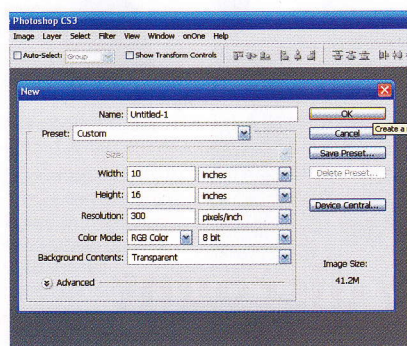 Photoshop CS3
Image Layer Select Filter View Window onOne Help
Auto-Select: Group Show Transform Controls
New
Name: Untitled-1
OK
Preset: Custom
Cancel
Create a
Size:
Save Preset...
Width: 10 inches
Delete Preset...
Height: 16 inches
Resolution: 300 pixels/inch
Device Central...
Color Mode: RGB Color 8 bit
Background Contents: Transparent
Image Size:
Advanced
41.2M